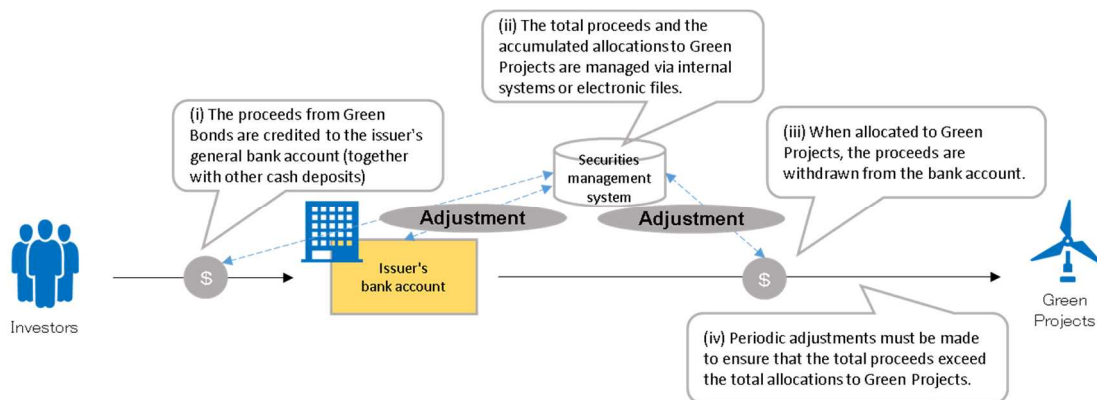 (ii) The total proceeds and the
accumulated allocations to Green
Projects are managed via internal
systems or electronic files.
(i) The proceeds from Green
Bonds are credited to the issuer's
general bank account (together
with other cash deposits)
(iii) When allocated to Green
Projects, the proceeds are
withdrawn from the bank account.
Securities
management
system
Adjustment
Adjustment
$
Issuer's
bank account
$
Investors
Green
Projects
(iv) Periodic adjustments must be made
to ensure that the total proceeds exceed
the total allocations to Green Projects.